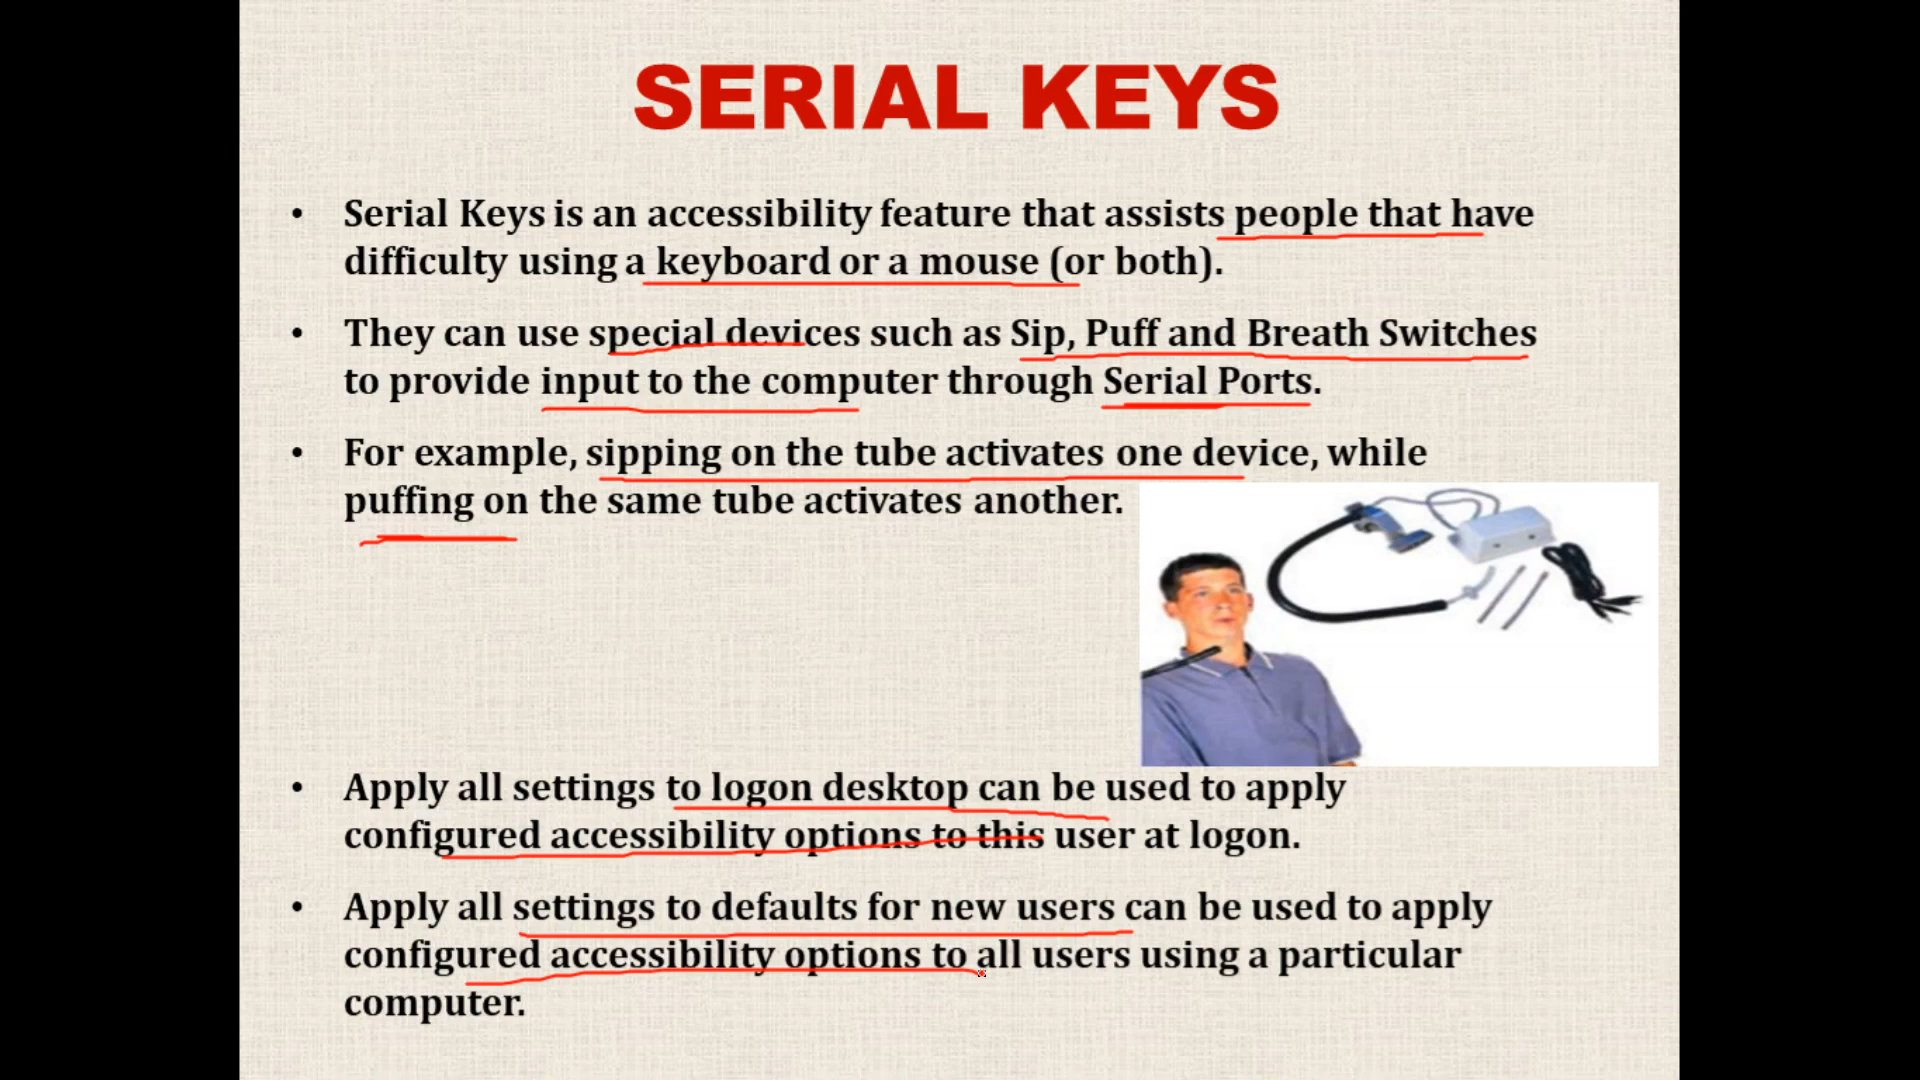 SERIAL KEYS
• Serial Keys is an accessibility feature that assists people that have
difficulty using a keyboard or a mouse (or both).
• They can use special devices such as Sip, Puff and Breath Switches
to provide input to the computer through Serial Ports.
• For example, sipping on the tube activates one device, while
puffing on the same tube activates another.
• Apply all settings to logon desktop can be used to apply
configured accessibility options to this user at logon.
• Apply all settings to defaults for new users can be used to apply
configured accessibility options to all users using a particular
computer.